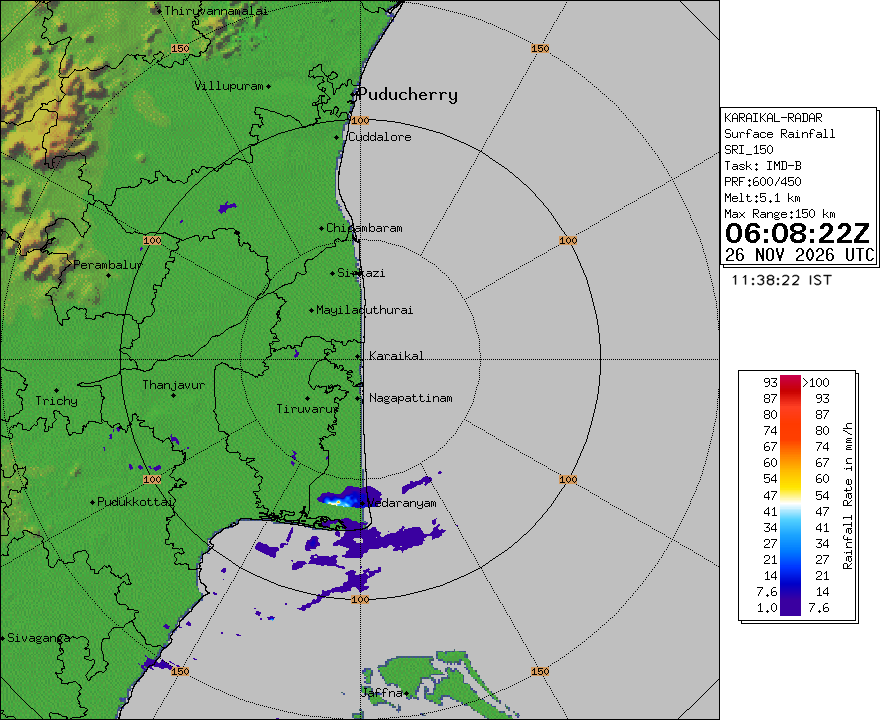 Thiruvannamalai
150
150
Villupuram
Puducherry
100
Cuddalore
KARAIKAL-RADAR
Surface Rainfall
SRI_150
Task: IMD-B
PRF:600/450
Melt:5.1 km
Max Range:150 km
06:08:22Z
26 NOV 2026 UTC
11:38:22 IST
Chidambaram
100
100
Perambalur
Sirkazi
Mayiladuthurai
Karaikal
Thanjavur
Trichy
Tiruvarur
Nagapattinam
100
100
Pudukkottai
Vedaranyam
100
Sivaganga
150
150
Jaffna
93 >100
87 93
80 87
74 80
67 74
60 67
54 60
47 54
41 47
34 41
27 34
21 27
14 21
7.6 14
1.0 7.6
Rainfall Rate in mm/h